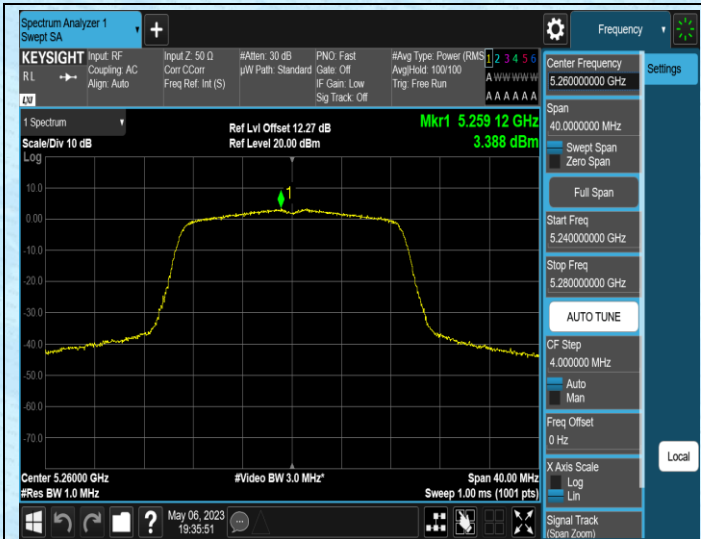 Spectrum Analyzer 1
Swept SA
Frequency
KEYSIGHT
RL
Input: RF
Coupling: AC
Align: Auto
Input Z: 50 Ω
Corr CCorr
Freq Ref: Int (S)
#Atten: 30 dB
µW Path: Standard
PNO: Fast
Gate: Off
IF Gain: Low
Sig Track: Off
#Avg Type: Power (RMS
Avg|Hold: 100/100
Trig: Free Run
1 2 3 4 5 6
A W W W W W
A A A A A A
LXI
1 Spectrum
Scale/Div 10 dB
Log
Ref Lvl Offset 12.27 dB
Ref Level 20.00 dBm
Mkr1 5.259 12 GHz
3.388 dBm
1
10.0
0.00
-10.0
-20.0
-30.0
-40.0
-50.0
-60.0
-70.0
Center 5.26000 GHz
#Res BW 1.0 MHz
#Video BW 3.0 MHz*
Span 40.00 MHz
Sweep 1.00 ms (1001 pts)
May 06, 2023
19:35:51
Center Frequency
5.260000000 GHz
Settings
Span
40.0000000 MHz
Swept Span
Zero Span
Full Span
Start Freq
5.240000000 GHz
Stop Freq
5.280000000 GHz
AUTO TUNE
CF Step
4.000000 MHz
Auto
Man
Freq Offset
0 Hz
Local
X Axis Scale
Log
Lin
Signal Track
(Span Zoom)